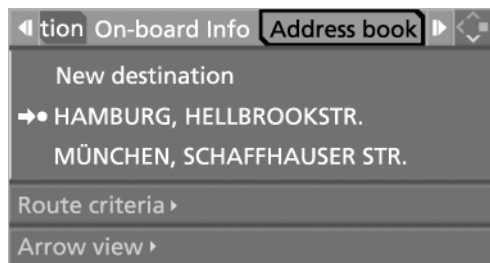 tion On-board Info Address book
New destination
HAMBURG, HELLBROOKSTR.
MÜNCHEN, SCHAFFHAUSER STR.
Route criteria
Arrow view